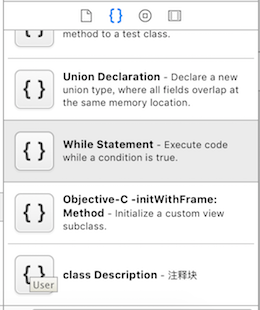 {}
method to a test class.
{}
Union Declaration - Declare a new
union type, where all fields overlap at
the same memory location.
{}
While Statement - Execute code
while a condition is true.
{}
Objective-C -initWithFrame:
Method - Initialize a custom view
subclass.
{}
class Description - 注释块
User